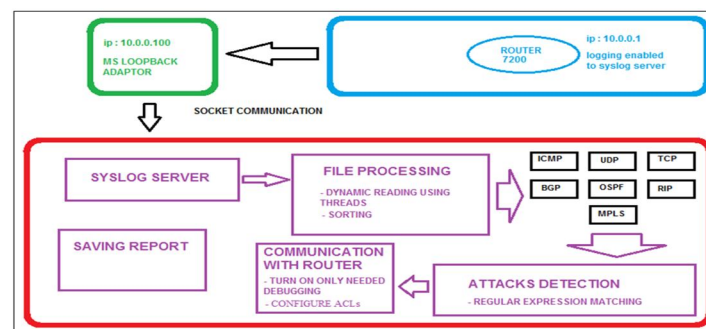 ip : 10.0.0.100
MS LOOPBACK
ADAPTOR
ROUTER
7200
ip : 10.0.0.1
logging enabled
to syslog server
SOCKET COMMUNICATION
SYSLOG SERVER
FILE PROCESSING
- DYNAMIC READING USING
THREADS
- SORTING
ICMP
UDP
TCP
BGP
OSPF
RIP
MPLS
SAVING REPORT
COMMUNICATION
WITH ROUTER
- TURN ON ONLY NEEDED
DEBUGGING
- CONFIGURE ACLs
ATTACKS DETECTION
- REGULAR EXPRESSION MATCHING